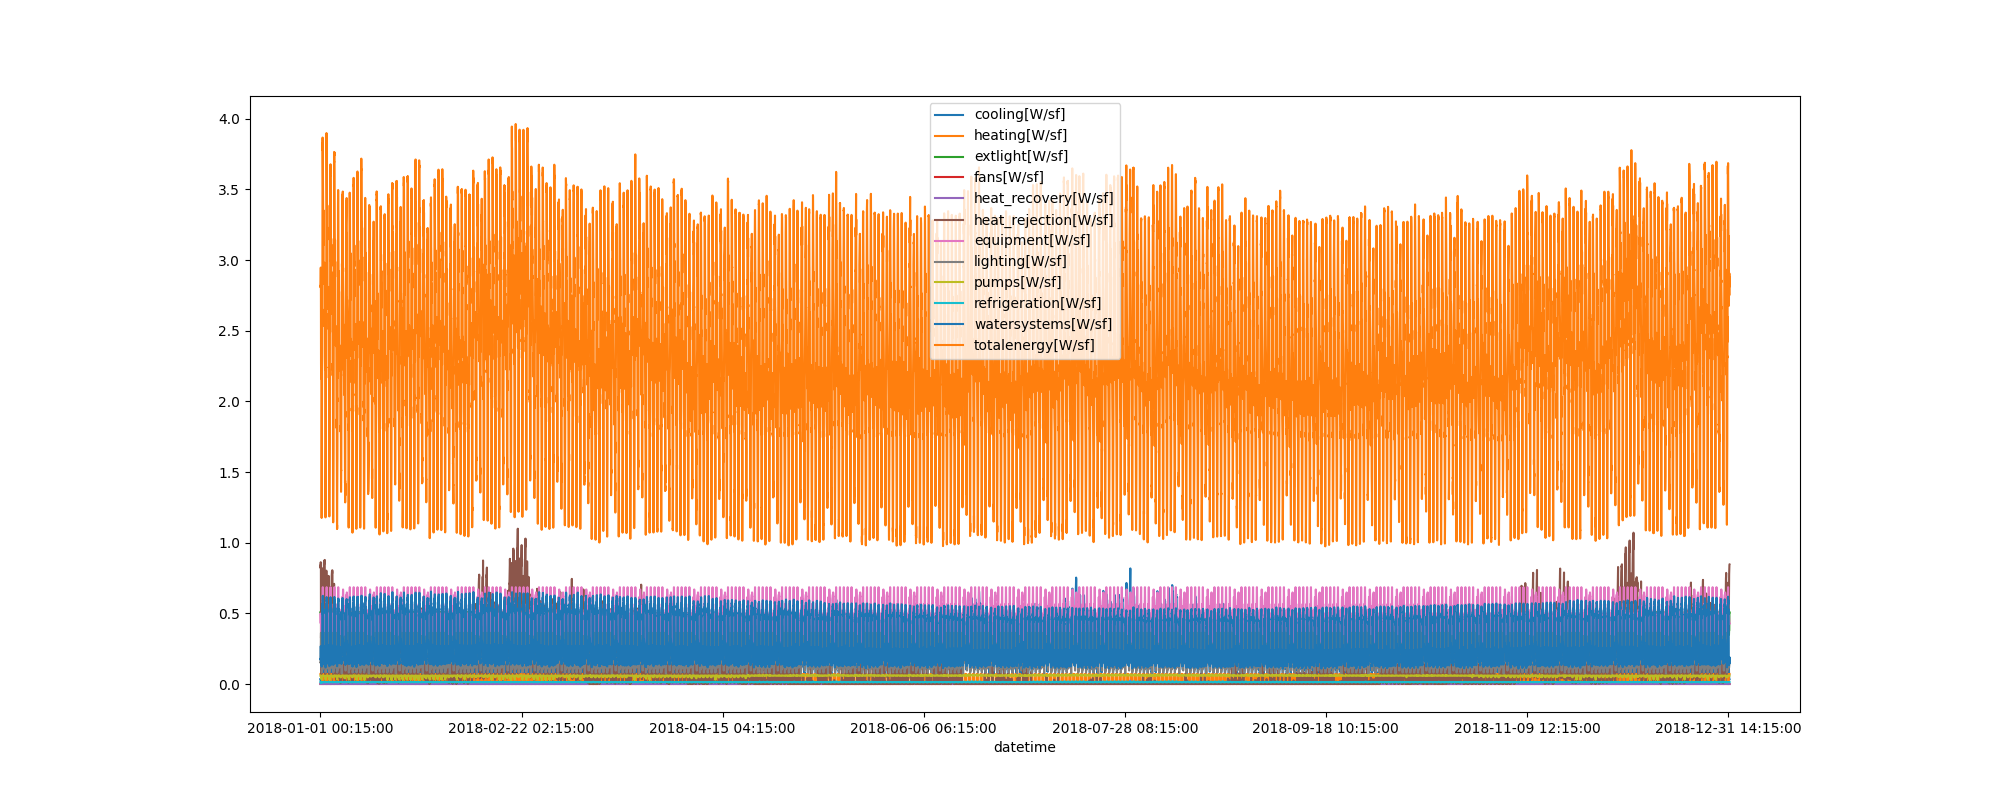 4.0
3.5
3.0
2.5
2.0
1.5
1.0
0.5
0.0
cooling[W/sf]
heating[W/sf]
extlight[W/sf]
fans[W/sf]
heat_recovery[W/sf]
heat_rejection[W/sf]
equipment[W/sf]
lighting[W/sf]
pumps[W/sf]
refrigeration[W/sf]
watersystems[W/sf]
totalenergy[W/sf]
2018-01-01 00:15:00
2018-02-22 02:15:00
2018-04-15 04:15:00
2018-06-06 06:15:00
2018-07-28 08:15:00
2018-09-18 10:15:00
2018-11-09 12:15:00
2018-12-31 14:15:00
datetime